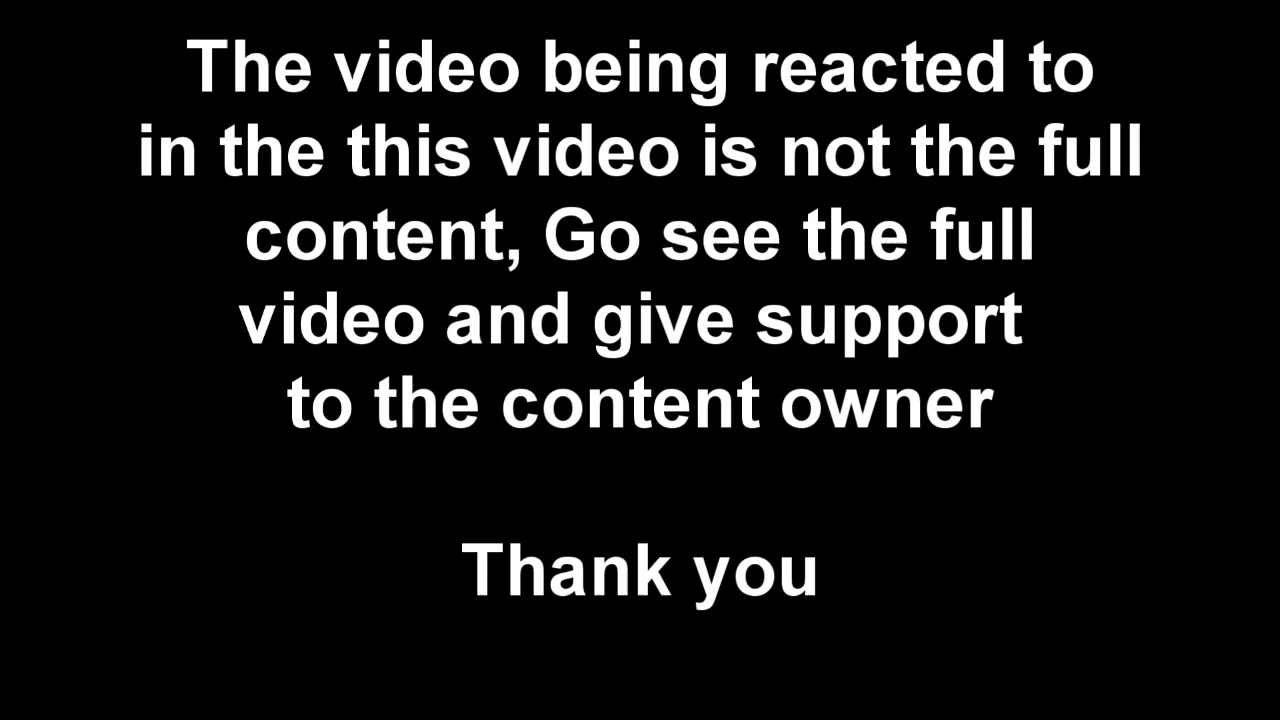 The video being reacted to
in the this video is not the full
content, Go see the full
video and give support
to the content owner
Thank you